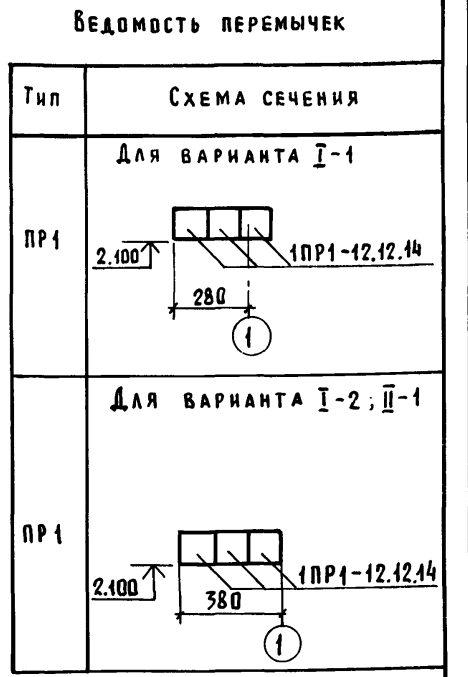 Ведомость перемычек
Тип
Схема сечения
Для варианта I-1
ПР1
2.100
1ПР1-12.12.14
280
1
Для варианта I-2; II-1
ПР1
2.100
1ПР1-12.12.14
380
1